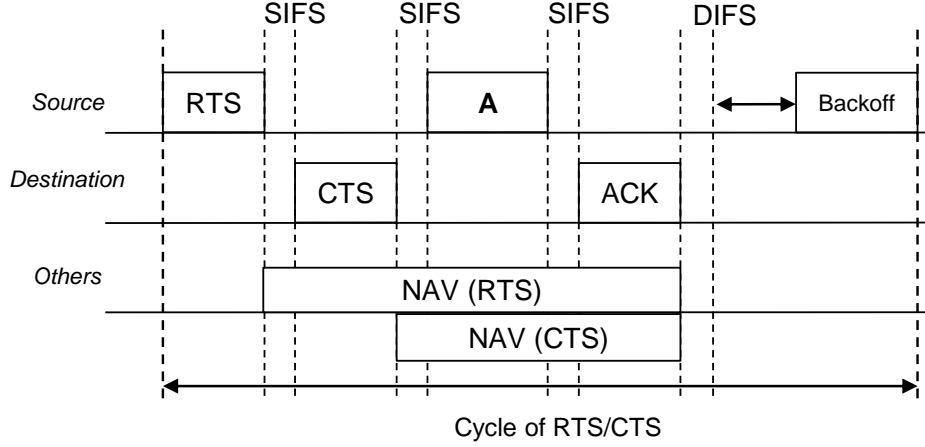 SIFS SIFS SIFS DIFS
Source RTS A Backoff
Destination CTS ACK
Others NAV (RTS)
NAV (CTS)
Cycle of RTS/CTS